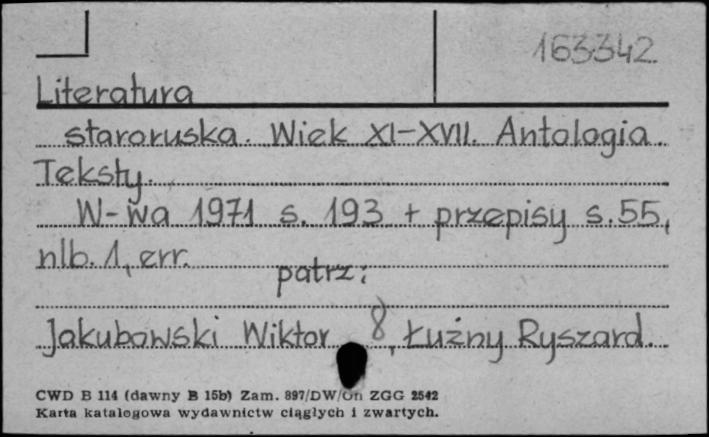 163342
Literatura
staroruska. Wiek XI-XVII. Antologia.
Teksty.
W-wa 1971 s. 193 + przepisy s. 55,
nlb. 1, err.
patrz:
Jakubowski Wiktor, Łużny Ryszard.
CWD B 114 (dawny B 15b) Zam. 897/DW/Un ZGG 2542
Karta katalogowa wydawnictw ciągłych i zwartych.